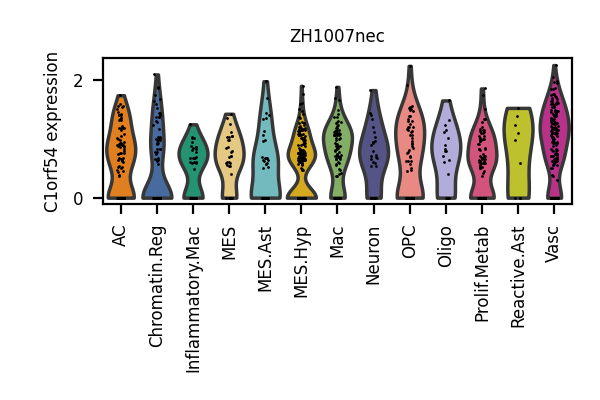 ZH1007nec
C1orf54 expression
2
0
AC
Chromatin.Reg
Inflammatory.Mac
MES
MES.Ast
MES.Hyp
Mac
Neuron
OPC
Oligo
Prolif.Metab
Reactive.Ast
Vasc